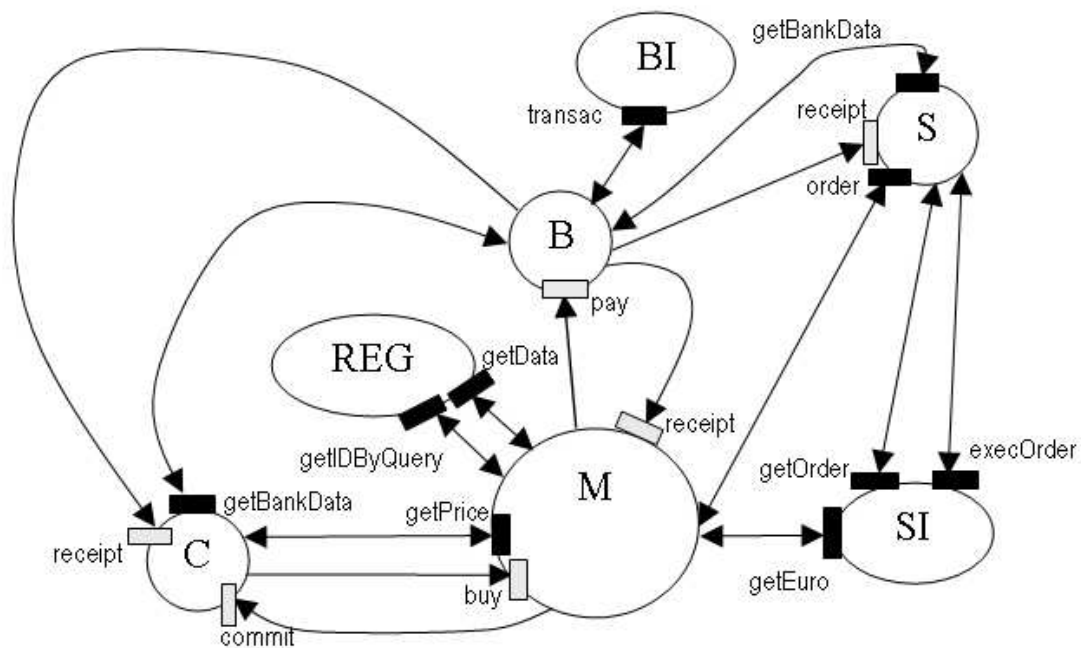 getBankData
BI
S
transac
receipt
order
B
pay
REG
getData
receipt
getIDByQuery
M
getOrder
execOrder
getBankData
getPrice
SI
receipt
C
buy
getEuro
commit